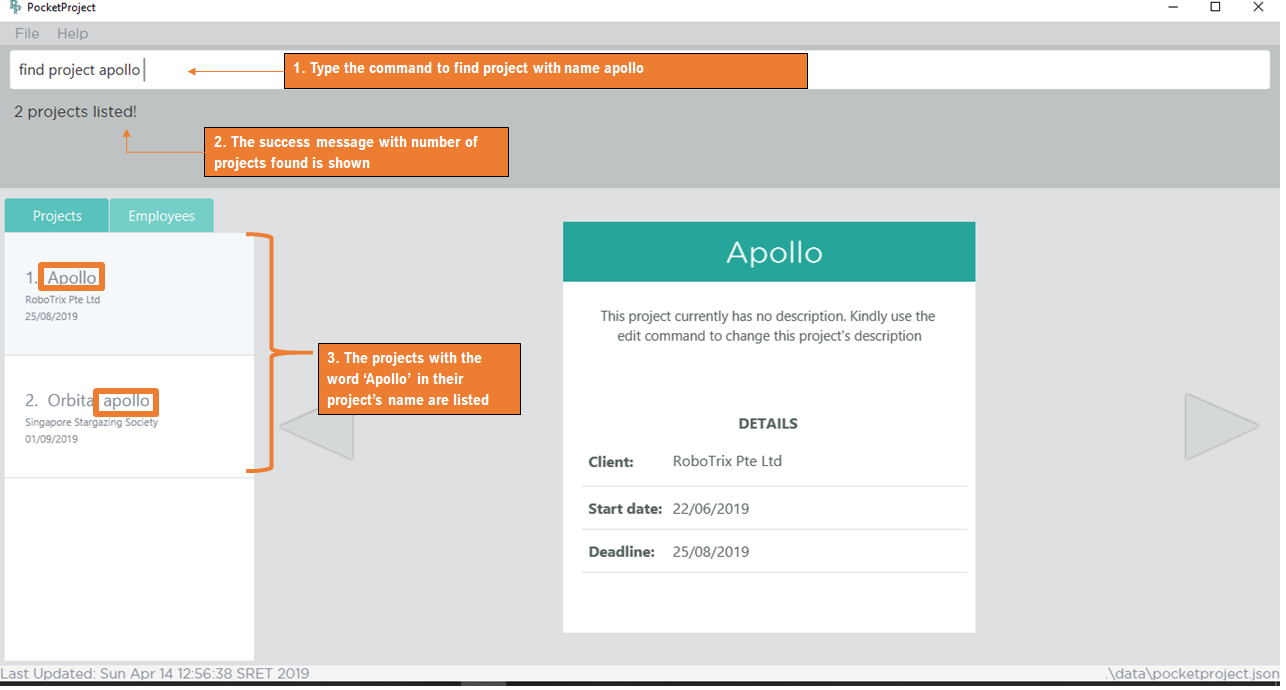 PocketProject
File Help
find project apollo
1. Type the command to find project with name apollo
2 projects listed!
2. The success message with number of
projects found is shown
Projects Employees
1. Apollo
RoboTrix Pte Ltd
25/08/2019
2. Orbita apollo
Singapore Stargazing Society
01/09/2019
3. The projects with the
word ‘Apollo’ in their
project’s name are listed
Apollo
This project currently has no description. Kindly use the
edit command to change this project's description
DETAILS
Client: RoboTrix Pte Ltd
Start date: 22/06/2019
Deadline: 25/08/2019
Last Updated: Sun Apr 14 12:56:38 SRET 2019
.\data\pocketproject.json